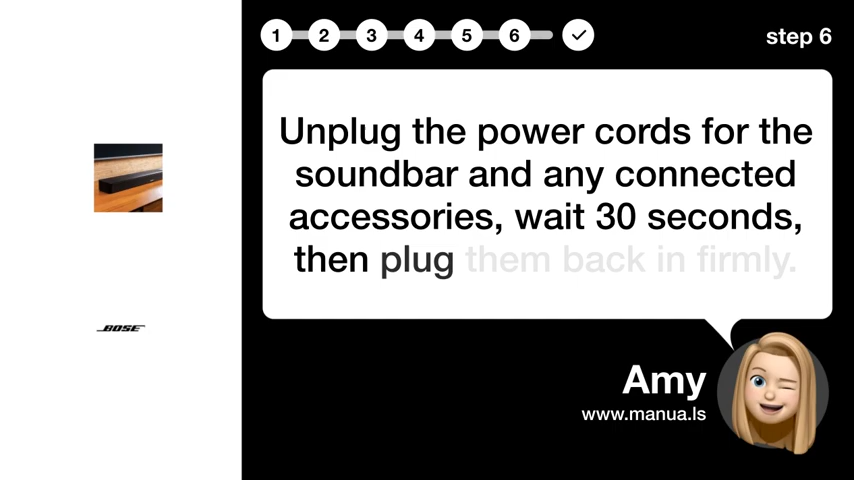 1 2 3 4 5 6
step 6
Unplug the power cords for the
soundbar and any connected
accessories, wait 30 seconds,
then plug them back in firmly.
BOSE
Amy
www.manua.ls